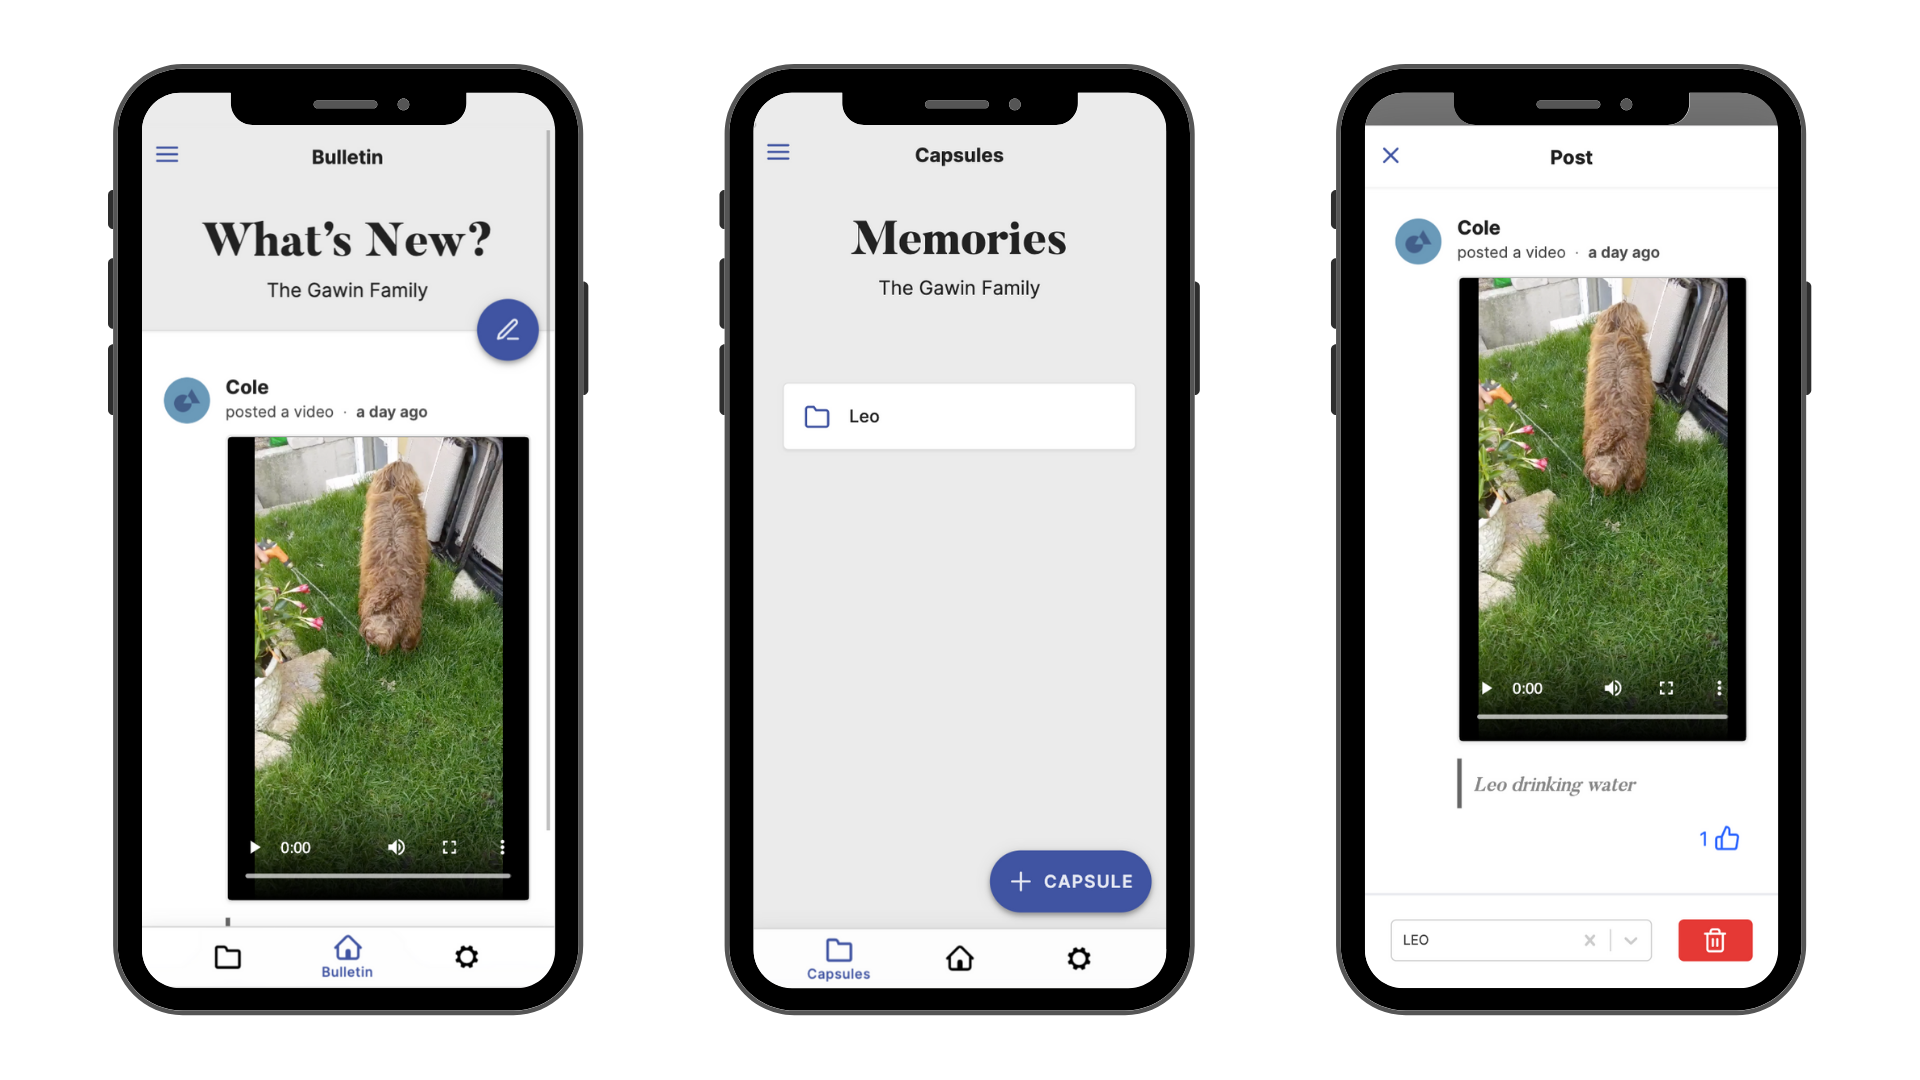 Bulletin
What's New?
The Gawin Family
Cole
posted a video · a day ago
0:00
Bulletin
Capsules
Memories
The Gawin Family
Leo
+ CAPSULE
Capsules
Post
Cole
posted a video · a day ago
0:00
Leo drinking water
1
LEO